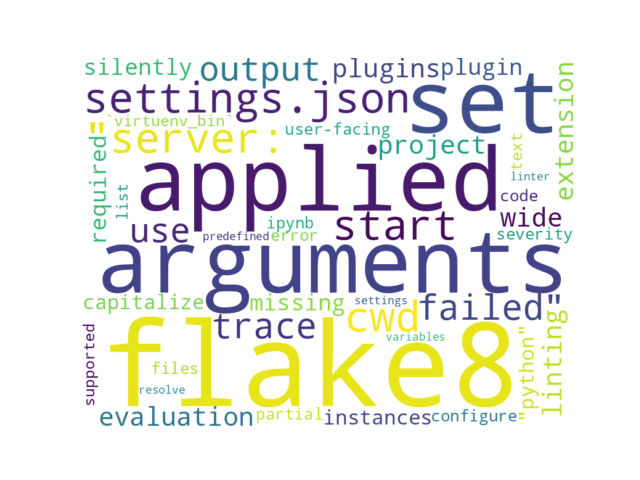 silently output plugins plugin
settings.json set extension
`virtuenv_bin` user-facing
"server: project text
required list applied code linter
use predefined ipynb error start wide severity
arguments
capitalize missing settings failed"
trace cwd variables linting
supported flake8 "python"
files
resolve
evaluation partial instances configure